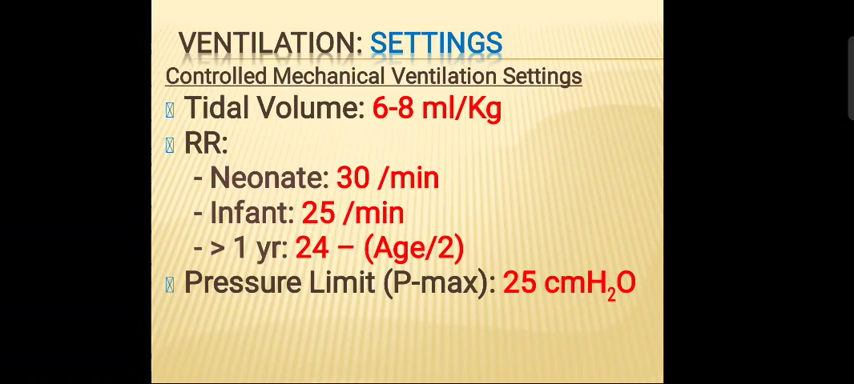 VENTILATION: SETTINGS
Controlled Mechanical Ventilation Settings
Tidal Volume: 6-8 ml/Kg
RR:
- Neonate: 30 /min
- Infant: 25 /min
- > 1 yr: 24 – (Age/2)
Pressure Limit (P-max): 25 cmH₂O